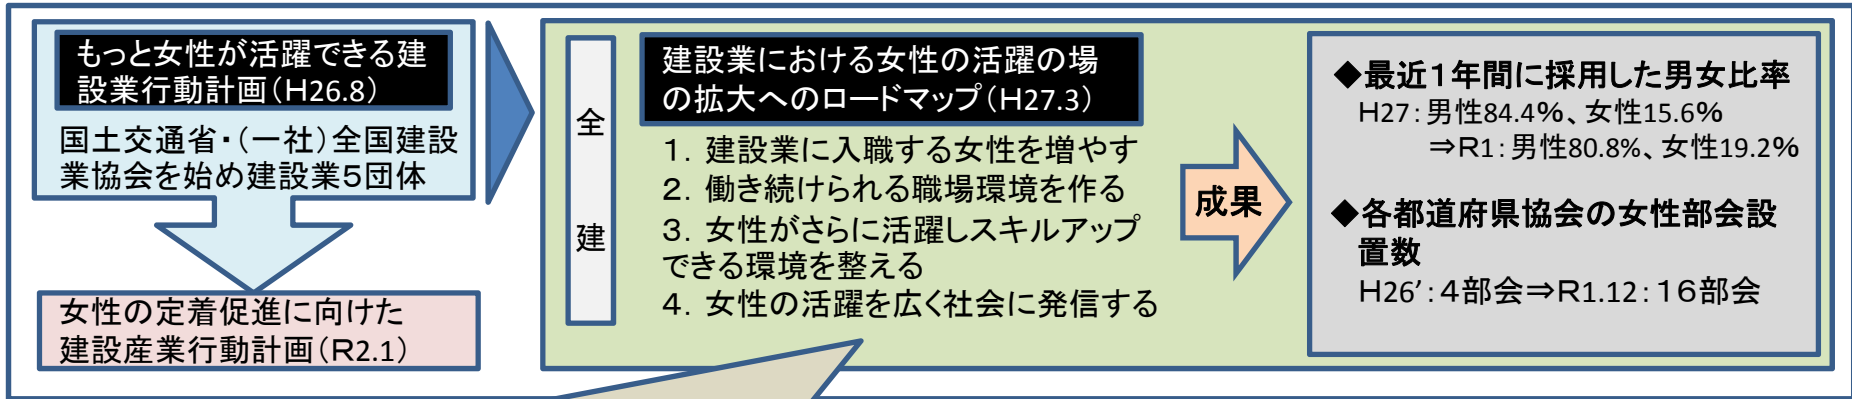 もっと女性が活躍できる建
設業行動計画(H26.8)
国土交通省・(一社)全国建設
業協会を始め建設業5団体
女性の定着促進に向けた
建設産業行動計画(R2.1)
全
建
建設業における女性の活躍の場
の拡大へのロードマップ(H27.3)
1. 建設業に入職する女性を増やす
2. 働き続けられる職場環境を作る
3. 女性がさらに活躍しスキルアップ
できる環境を整える
4. 女性の活躍を広く社会に発信する
成果
◆最近1年間に採用した男女比率
H27:男性84.4%、女性15.6%
⇒R1:男性80.8%、女性19.2%
◆各都道府県協会の女性部会設
置数
H26’:4部会⇒R1.12:16部会